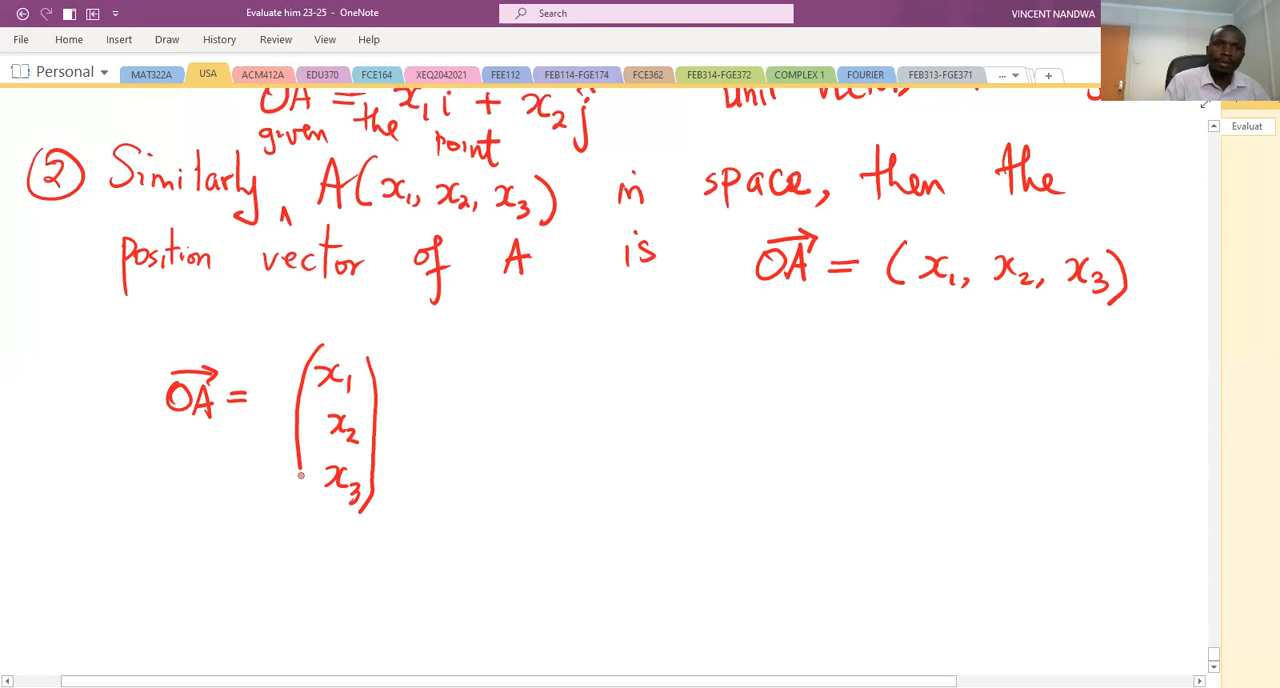 Evaluate him 23-25 - OneNote
Search
VINCENT NANDWA
File Home Insert Draw History Review View Help
Personal MAT322A USA ACM412A EDU370 FCE164 XEQ2042021 FEE112 FEB114-FGE174 FCE362 FEB314-FGE372 COMPLEX 1 FOURIER FEB313-FGE371 ... +
Evaluat
OA = x₁i + x₂j unit
given the point
② Similarly ∧ A(x₁, x₂, x₃) in space, then the
position vector of A is O⃗A⃗ = (x₁, x₂, x₃)
O⃗A⃗ = (x₁
x₂
x₃)